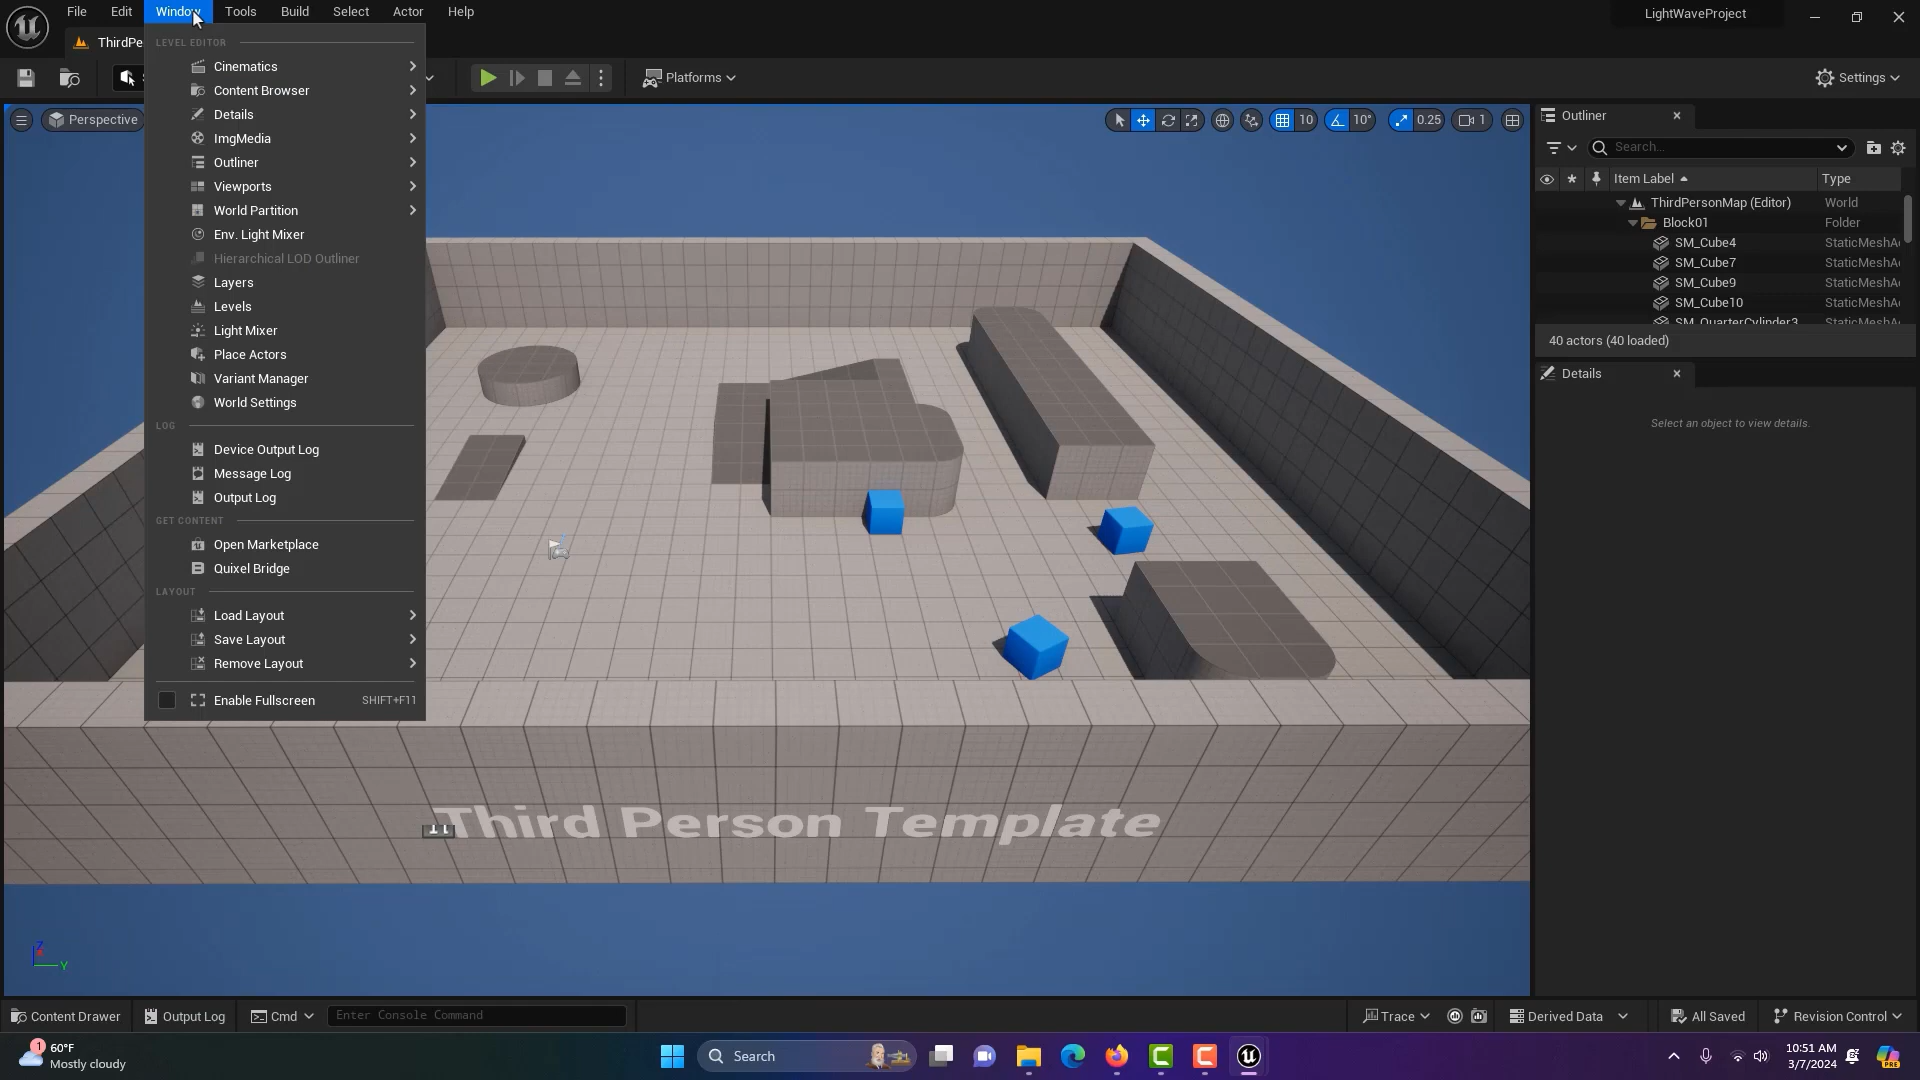 File Edit Window Tools Build Select Actor Help
LightWaveProject
ThirdPe
Platforms
Settings
Perspective
LEVEL EDITOR
Cinematics
Content Browser
Details
ImgMedia
Outliner
Viewports
World Partition
Env. Light Mixer
Hierarchical LOD Outliner
Layers
Levels
Light Mixer
Place Actors
Variant Manager
World Settings
LOG
Device Output Log
Message Log
Output Log
GET CONTENT
Open Marketplace
Quixel Bridge
LAYOUT
Load Layout
Save Layout
Remove Layout
Enable Fullscreen SHIFT+F11
10 10° 0.25 1
Outliner
Search...
Item Label Type
ThirdPersonMap (Editor) World
Block01 Folder
SM_Cube4 StaticMeshA
SM_Cube7 StaticMeshA
SM_Cube9 StaticMeshA
SM_Cube10 StaticMeshA
SM_QuarterCylinder3 StaticMeshA
40 actors (40 loaded)
Details
Select an object to view details.
Third Person Template
Z
Y
Content Drawer Output Log Cmd Enter Console Command Trace Derived Data All Saved Revision Control
1
60°F
Mostly cloudy
Search
10:51 AM
3/7/2024
PRE